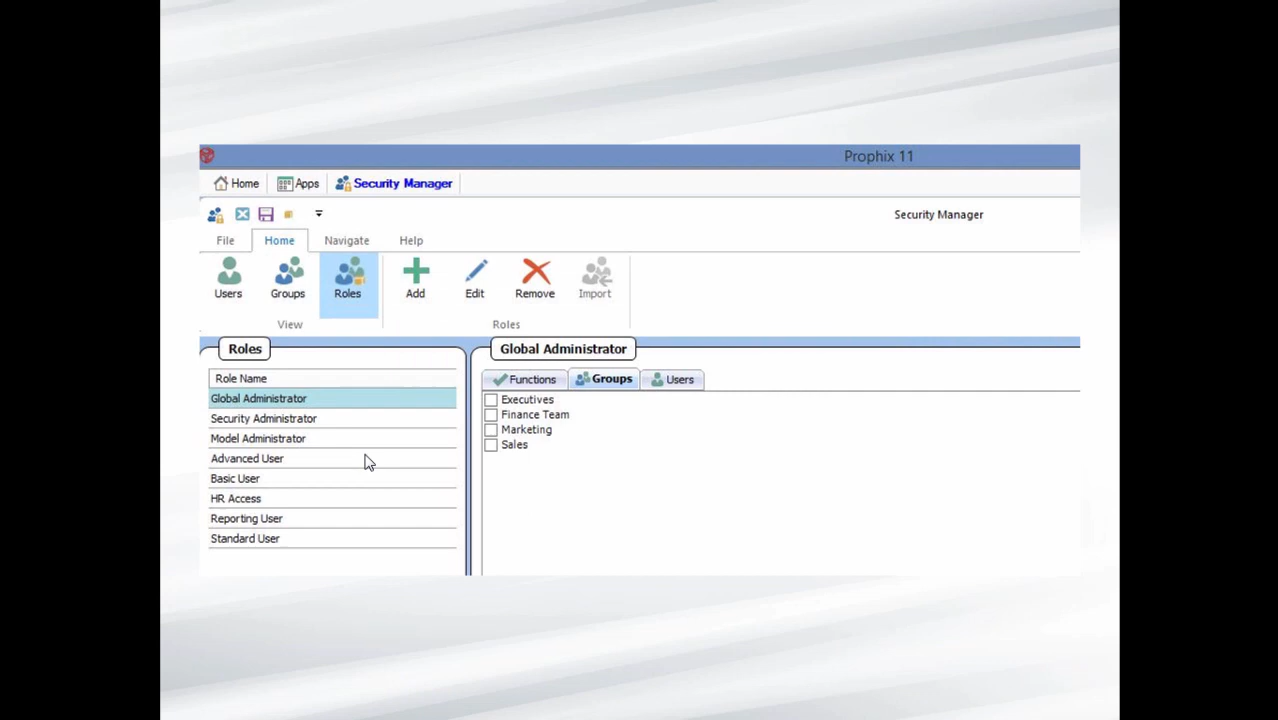 Prophix 11
Home Apps Security Manager
Security Manager
File Home Navigate Help
Users Groups Roles Add Edit Remove Import
View Roles
Roles
Role Name
Global Administrator
Security Administrator
Model Administrator
Advanced User
Basic User
HR Access
Reporting User
Standard User
Global Administrator
Functions Groups Users
Executives
Finance Team
Marketing
Sales